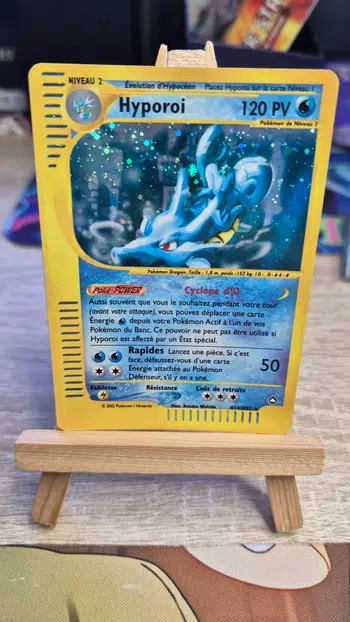 NIVEAU 2
Évolution d'Hypocéan Placez Hyporoi sur la carte Niveau 1
Hyporoi 120 PV
Pokémon de Niveau 2
Pokémon Dragon. Taille : 1,8 m, poids : 152 kg
Poké-POWER Cyclone d'O
Aussi souvent que vous le souhaitez pendant votre tour
(avant votre attaque), vous pouvez déplacer une carte
Énergie depuis votre Pokémon Actif à l'un de vos
Pokémon du Banc. Ce pouvoir ne peut pas être utilisé si
Hyporoi est affecté par un État spécial.
Rapides Lancez une pièce. Si c'est
face, défaussez-vous d'une carte
Énergie attachée au Pokémon 50
Défenseur, s'il y en a une.
Faiblesse Résistance Coût de retraite
© 2002 Pokémon / Nintendo